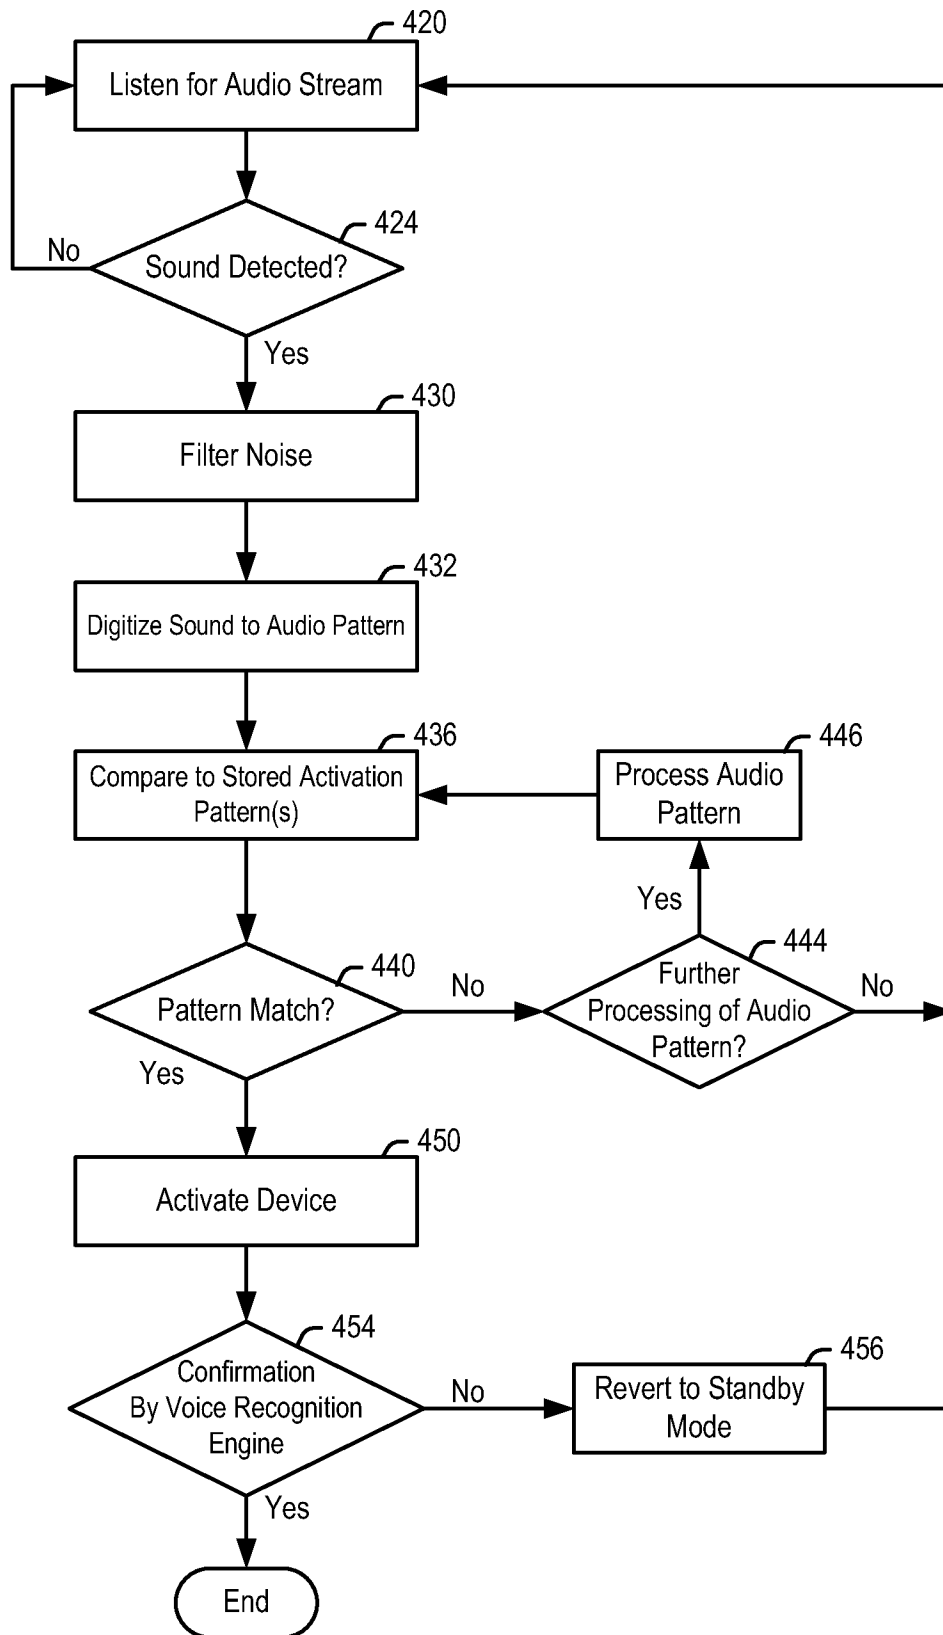 420
Listen for Audio Stream
424
No
Sound Detected?
Yes
430
Filter Noise
432
Digitize Sound to Audio Pattern
436
446
Compare to Stored Activation
Pattern(s)
Process Audio
Pattern
Yes
440
444
No
Further
Processing of Audio
Pattern?
No
Pattern Match?
Yes
450
Activate Device
454
456
Confirmation
By Voice Recognition
Engine
No
Revert to Standby
Mode
Yes
End